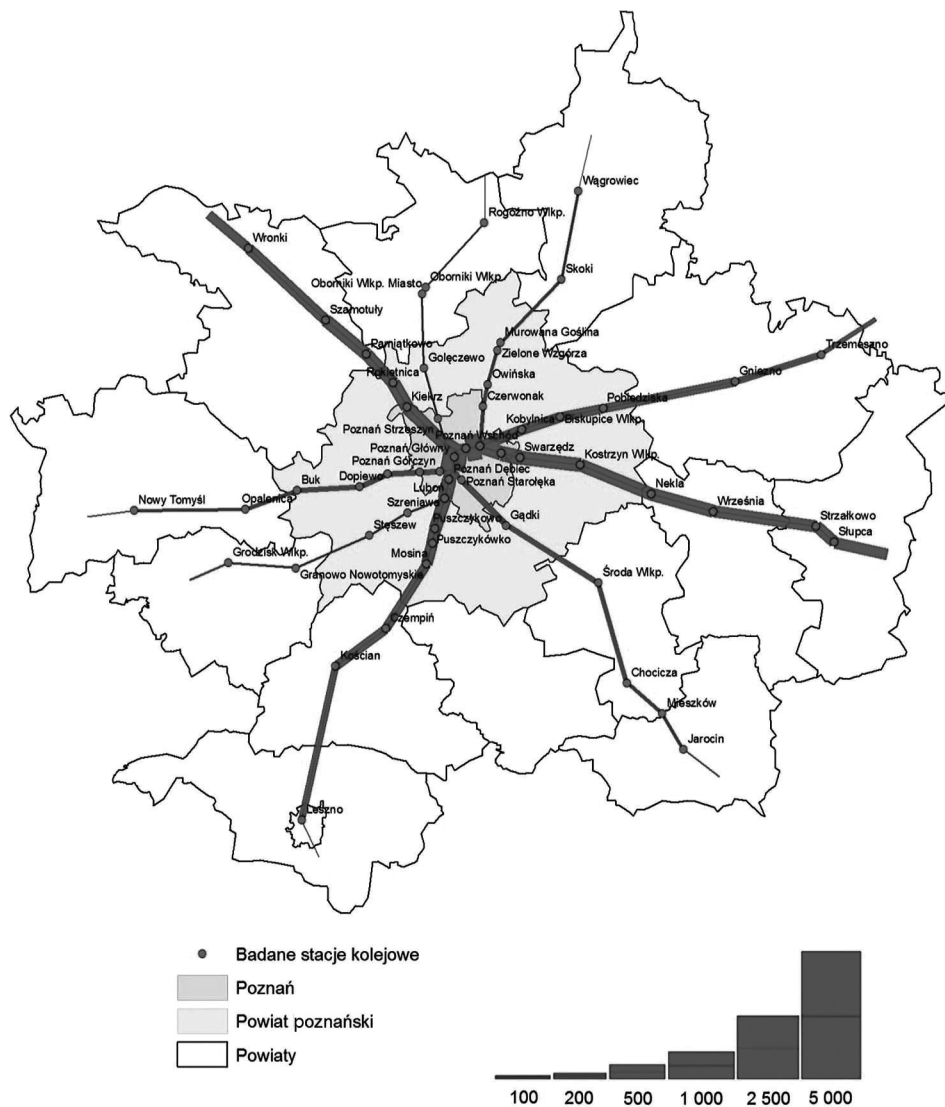 Wągrowiec
Rogoźno Wlkp.
Wronki
Skoki
Oborniki Wlkp.
Oborniki Wlkp. Miasto
Szamotuły
Murowana Goślina
Pamiątkowo
Zielone Wzgórza
Trzemeszno
Golęczewo
Rokietnica
Owińska
Gniezno
Kiekrz
Czerwonak
Pobiedziska
Kobylnica
Biskupice Wlkp.
Poznań Strzeszyn
Poznań Wschód
Poznań Główny
Swarzędz
Kostrzyn Wlkp.
Poznań Górczyn
Poznań Dębiec
Buk
Dopiewo
Luboń
Poznań Starołęka
Nekla
Nowy Tomyśl
Opalenica
Szreniawa
Gądki
Września
Strzałkowo
Stęszew
Puszczykowo
Słupca
Puszczykówko
Grodzisk Wlkp.
Mosina
Granowo Nowotomyskie
Środa Wlkp.
Czempiń
Kościan
Chocicza
Mieszków
Jarocin
Leszno
Badane stacje kolejowe
Poznań
Powiat poznański
Powiaty
100 200 500 1 000 2 500 5 000